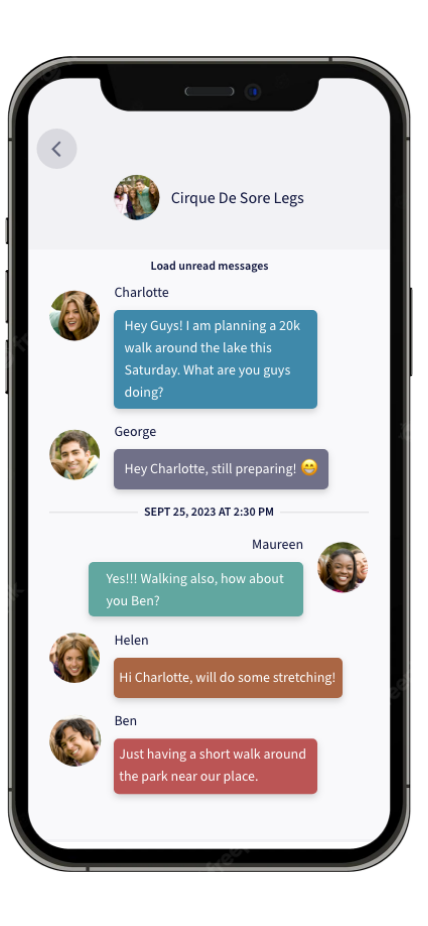 Cirque De Sore Legs
Load unread messages
Charlotte
Hey Guys! I am planning a 20k
walk around the lake this
Saturday. What are you guys
doing?
George
Hey Charlotte, still preparing! 😬
SEPT 25, 2023 AT 2:30 PM
Maureen
Yes!!! Walking also, how about
you Ben?
Helen
Hi Charlotte, will do some stretching!
Ben
Just having a short walk around
the park near our place.